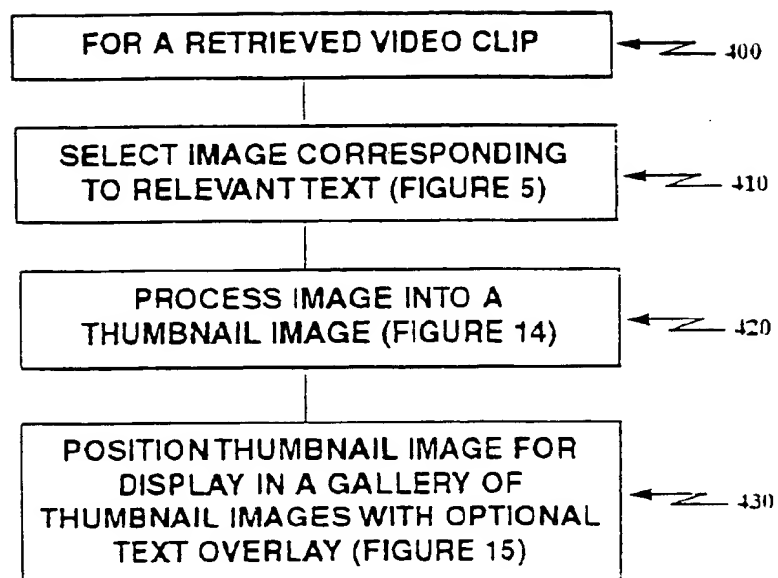 FOR A RETRIEVED VIDEO CLIP
400
SELECT IMAGE CORRESPONDING
TO RELEVANT TEXT (FIGURE 5)
410
PROCESS IMAGE INTO A
THUMBNAIL IMAGE (FIGURE 14)
420
POSITION THUMBNAIL IMAGE FOR
DISPLAY IN A GALLERY OF
THUMBNAIL IMAGES WITH OPTIONAL
TEXT OVERLAY (FIGURE 15)
430